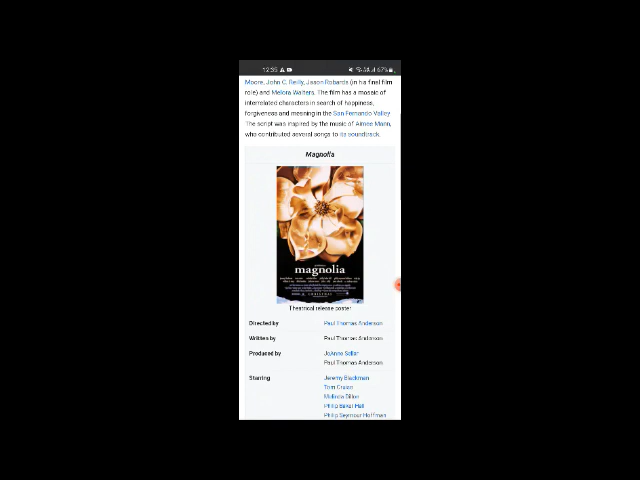 12:35 67%
Moore, John C. Reilly, Jason Robards (in his final film
role) and Melora Walters. The film has a mosaic of
interrelated characters in search of happiness,
forgiveness and meaning in the San Fernando Valley.
The script was inspired by the music of Aimee Mann,
who contributed several songs to its soundtrack.
Magnolia
magnolia
Theatrical release poster
Directed by Paul Thomas Anderson
Written by Paul Thomas Anderson
Produced by JoAnne Sellar
Paul Thomas Anderson
Starring Jeremy Blackman
Tom Cruise
Melinda Dillon
Philip Baker Hall
Philip Seymour Hoffman